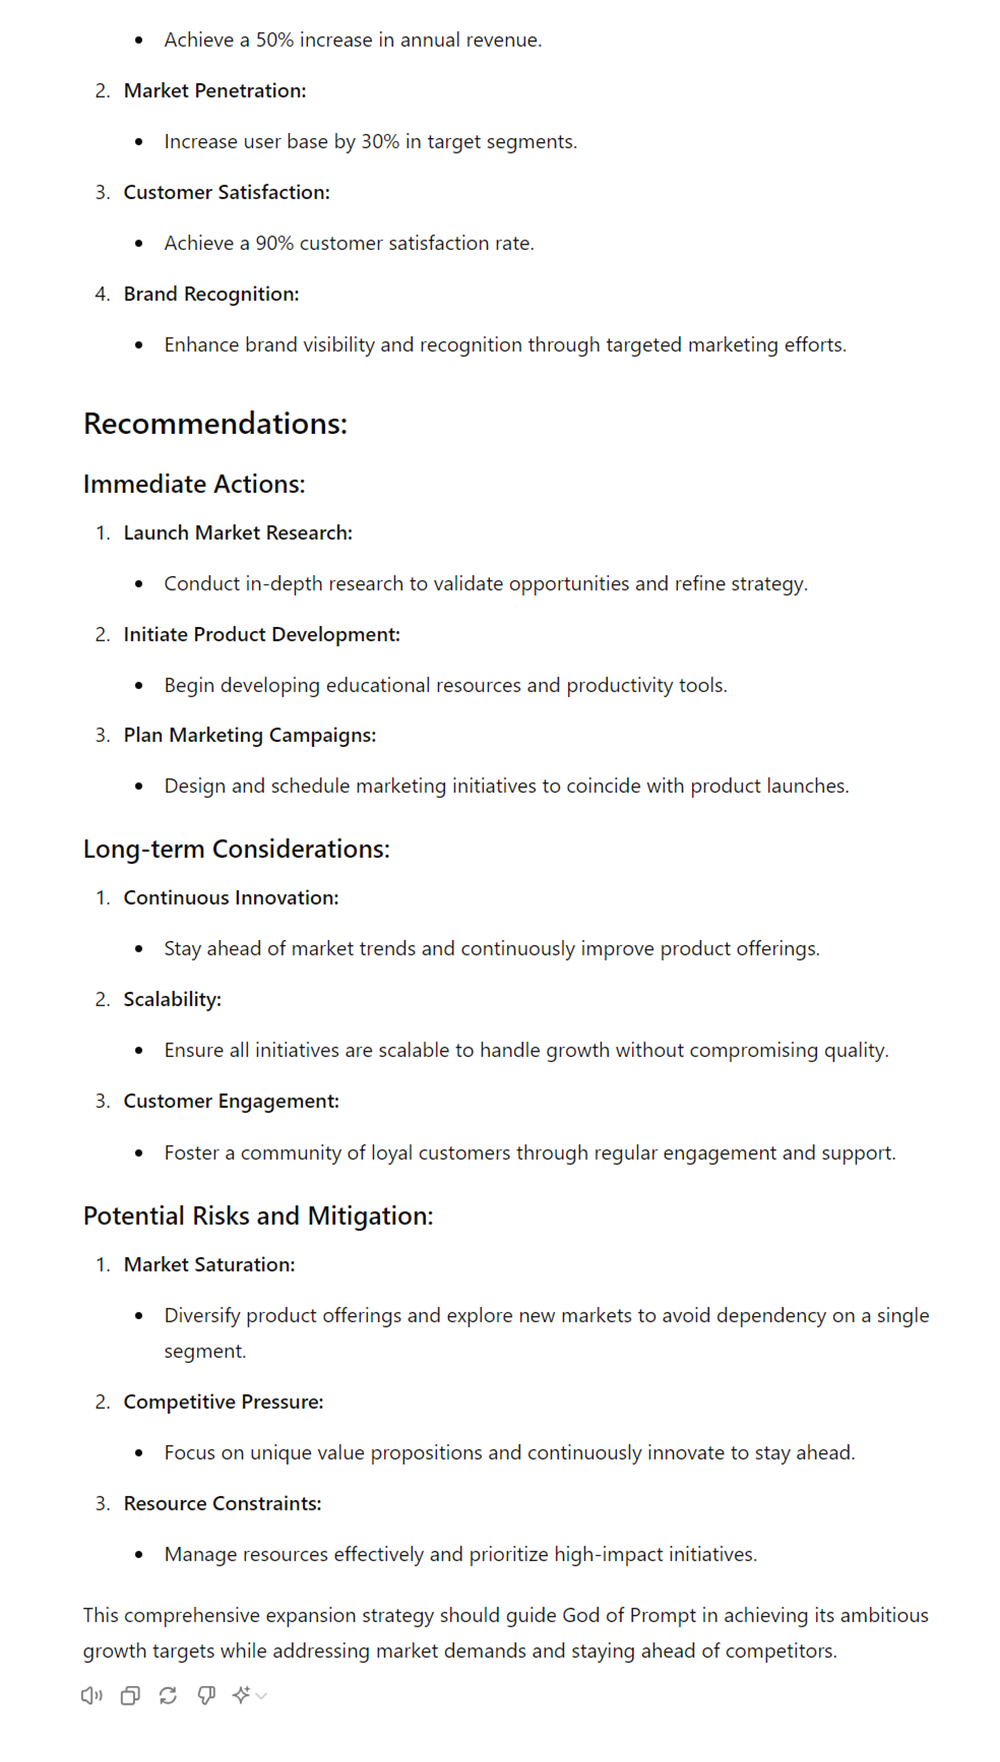 • Achieve a 50% increase in annual revenue.
2. Market Penetration:
• Increase user base by 30% in target segments.
3. Customer Satisfaction:
• Achieve a 90% customer satisfaction rate.
4. Brand Recognition:
• Enhance brand visibility and recognition through targeted marketing efforts.
Recommendations:
Immediate Actions:
1. Launch Market Research:
• Conduct in-depth research to validate opportunities and refine strategy.
2. Initiate Product Development:
• Begin developing educational resources and productivity tools.
3. Plan Marketing Campaigns:
• Design and schedule marketing initiatives to coincide with product launches.
Long-term Considerations:
1. Continuous Innovation:
• Stay ahead of market trends and continuously improve product offerings.
2. Scalability:
• Ensure all initiatives are scalable to handle growth without compromising quality.
3. Customer Engagement:
• Foster a community of loyal customers through regular engagement and support.
Potential Risks and Mitigation:
1. Market Saturation:
• Diversify product offerings and explore new markets to avoid dependency on a single
segment.
2. Competitive Pressure:
• Focus on unique value propositions and continuously innovate to stay ahead.
3. Resource Constraints:
• Manage resources effectively and prioritize high-impact initiatives.
This comprehensive expansion strategy should guide God of Prompt in achieving its ambitious
growth targets while addressing market demands and staying ahead of competitors.